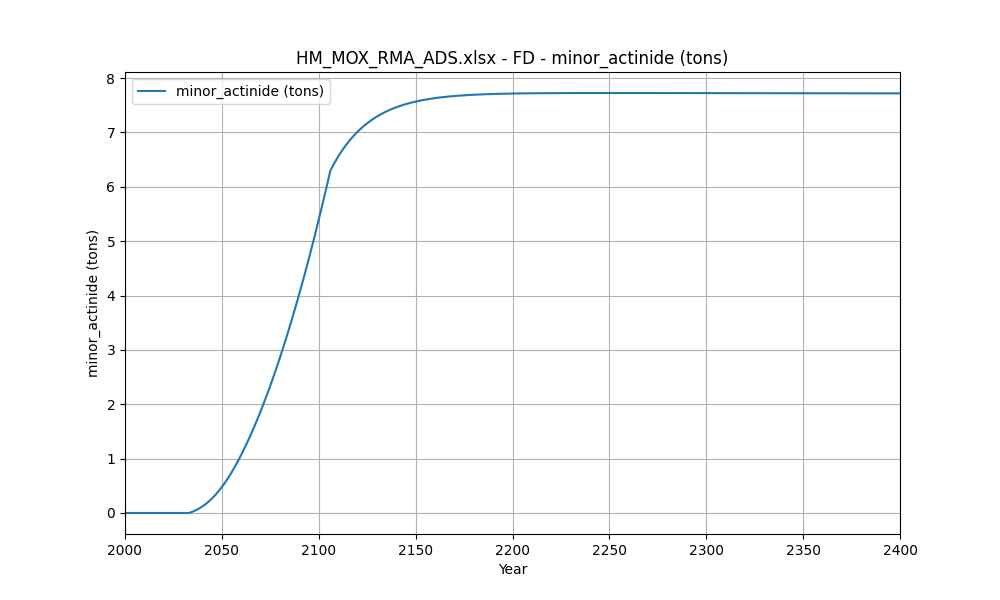 HM_MOX_RMA_ADS.xlsx - FD - minor_actinide (tons)
minor_actinide (tons)
8
7
6
5
4
3
2
1
0
minor_actinide (tons)
2000 2050 2100 2150 2200 2250 2300 2350 2400
Year